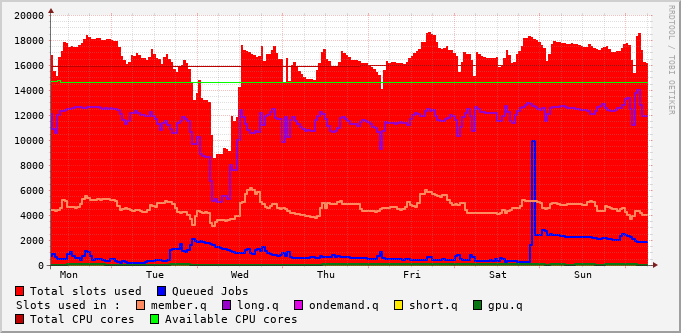 20000
18000
16000
14000
12000
10000
8000
6000
4000
2000
0
Mon Tue Wed Thu Fri Sat Sun
RRDTOOL / TOBI OETIKER
Total slots used Queued Jobs
Slots used in : member.q long.q ondemand.q short.q gpu.q
Total CPU cores Available CPU cores